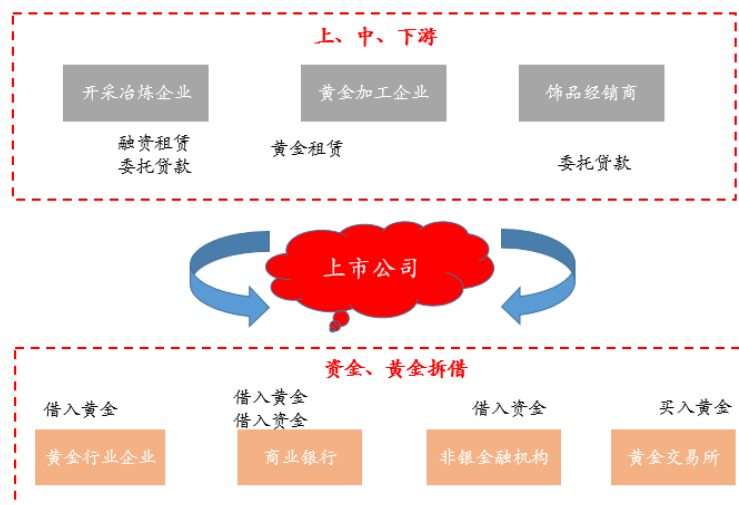 上、中、下游
开采冶炼企业
黄金加工企业
饰品经销商
融资租赁
委托贷款
黄金租赁
委托贷款
上市公司
资金、黄金拆借
借入黄金
借入黄金
借入资金
借入资金
买入黄金
黄金行业企业
商业银行
非银金融机构
黄金交易所